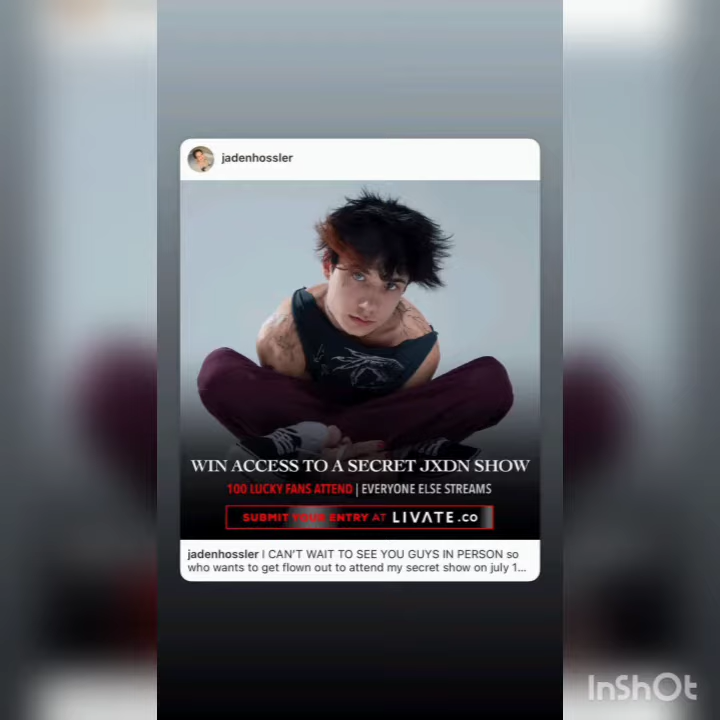 jadenhossler
WIN ACCESS TO A SECRET JXDN SHOW
100 LUCKY FANS ATTEND | EVERYONE ELSE STREAMS
SUBMIT YOUR ENTRY AT LIVATE.co
jadenhossler I CAN'T WAIT TO SEE YOU GUYS IN PERSON so
who wants to get flown out to attend my secret show on july 1...
InShOt